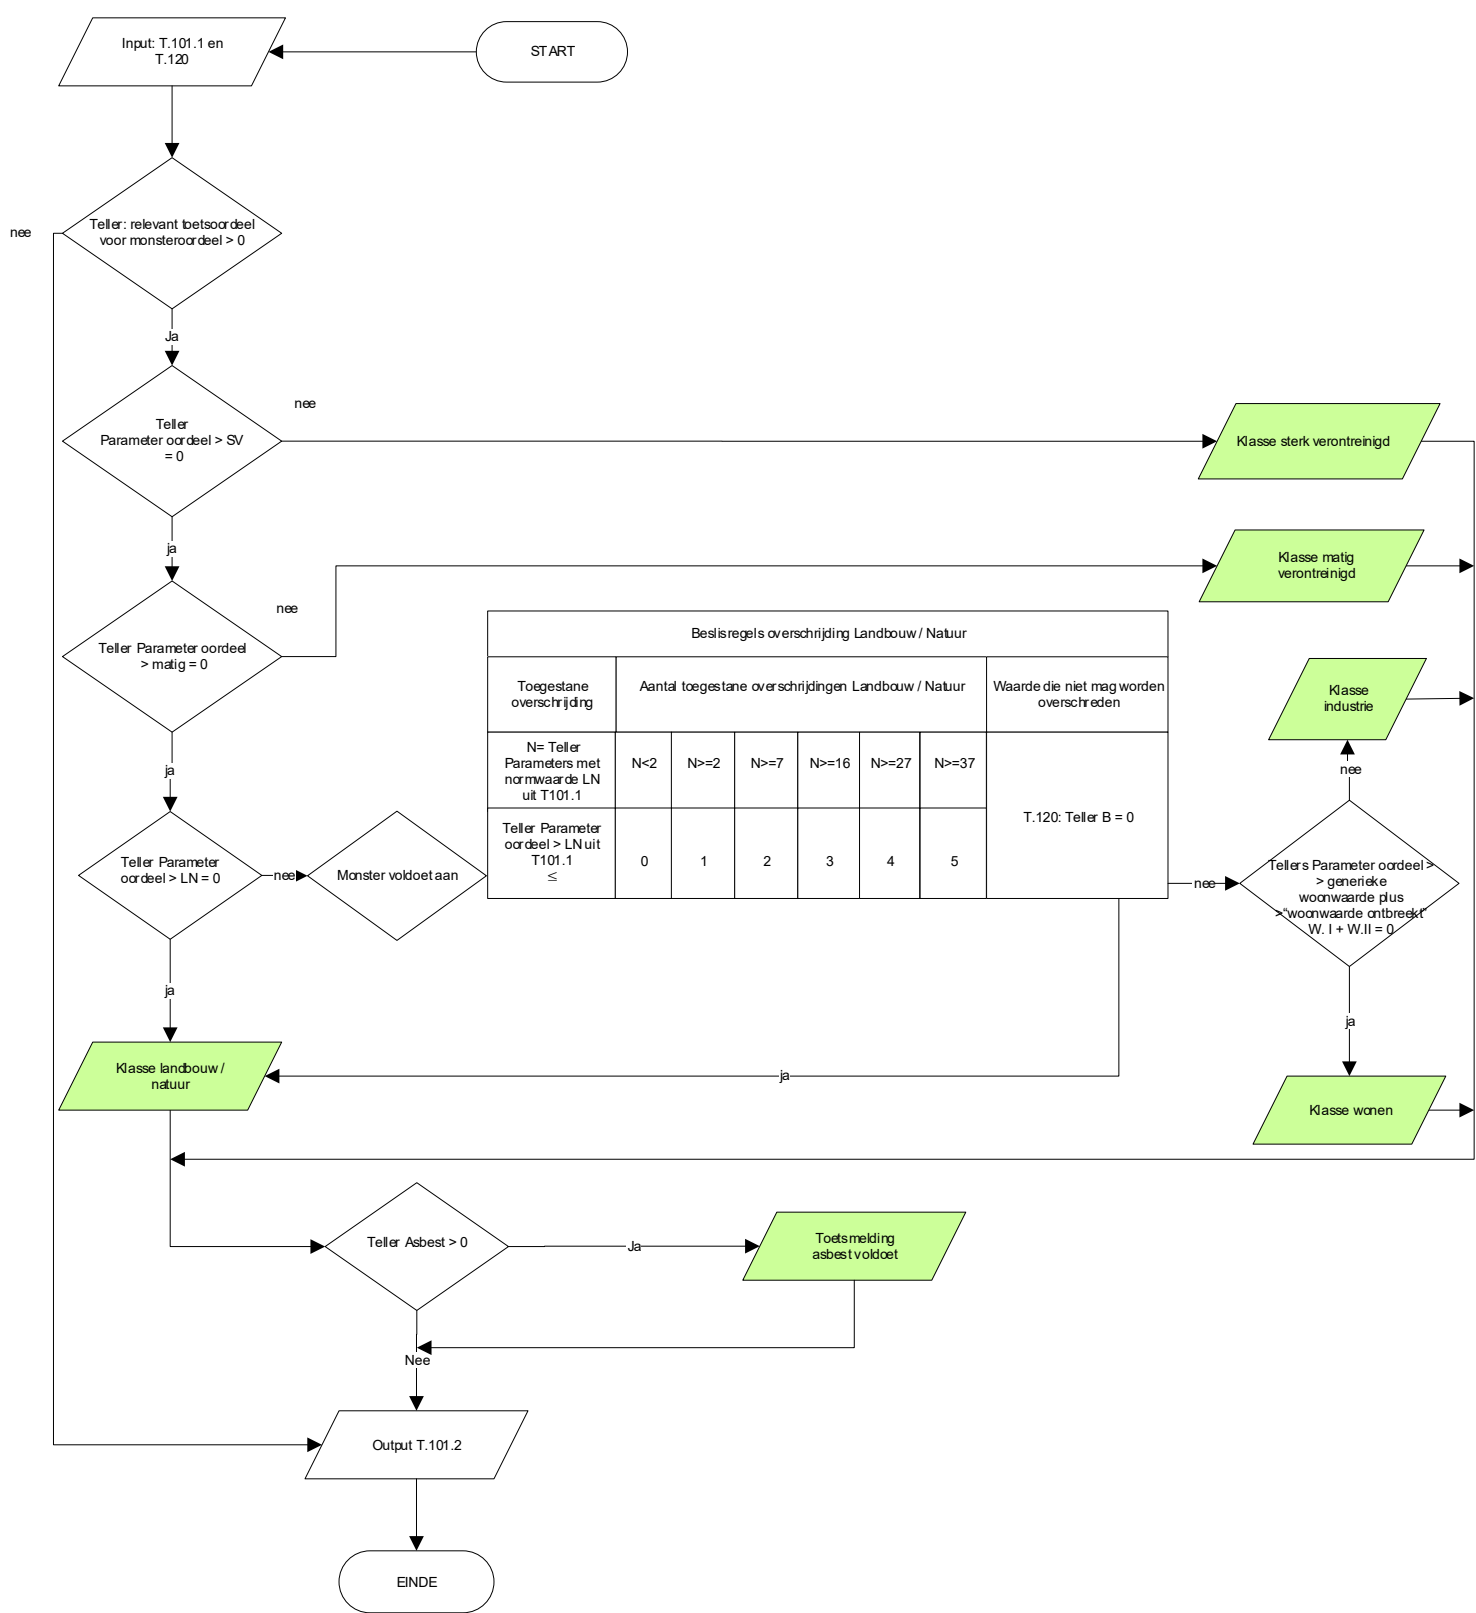 Input: T.101.1 en
T.120
START
Teller: relevant toetsoordeel
voor monsteroordeel > 0
nee
Ja
Teller
Parameter oordeel > SV
= 0
nee
Klasse sterk verontreinigd
ja
Klasse matig
verontreinigd
nee
Teller Parameter oordeel
> matig = 0
ja
Beslisregels overschrijding Landbouw / Natuur
Toegestane
overschrijding
Aantal toegestane overschrijdingen Landbouw / Natuur
Waarde die niet mag worden
overschreden
N= Teller
Parameters met
normwaarde LN
uit T101.1
N<2
N>=2
N>=7
N>=16
N>=27
N>=37
T.120: Teller B = 0
Teller Parameter
oordeel > LN uit
T101.1
≤
0
1
2
3
4
5
Klasse
industrie
nee
Teller Parameter
oordeel > LN = 0
nee
Monster voldoet aan
nee
Tellers Parameter oordeel >
> generieke
woonwaarde plus
>“woonwaarde ontbreekt”
W. I + W.II = 0
ja
ja
Klasse landbouw /
natuur
ja
Klasse wonen
Teller Asbest > 0
Ja
Toetsmelding
asbest voldoet
Nee
Output T.101.2
EINDE